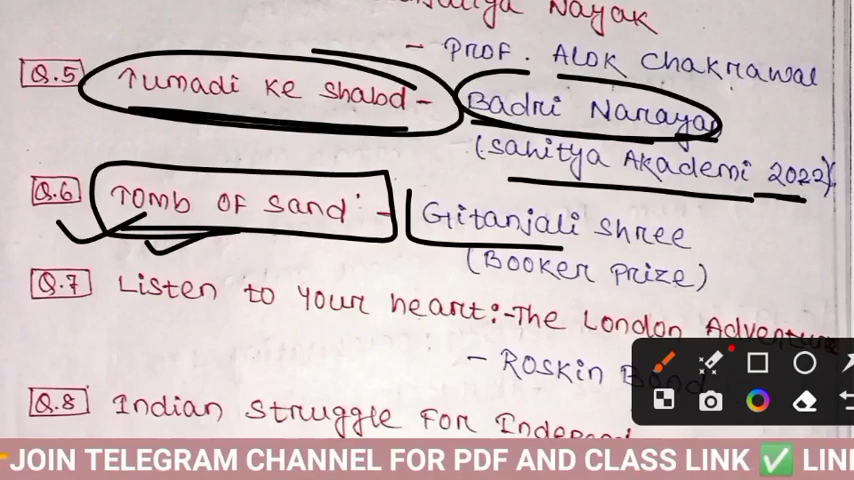 Nayak
- Prof. Alok Chakrawal
Q.5 Tumadi ke shabd - Badri Narayan
(Sahitya Akademi 2022)
Q.6 Tomb of Sand :- Gitanjali Shree
(Booker Prize)
Q.7 Listen to your heart:-The London Adventure
- Roskin Bond
Q.8 Indian Struggle For
JOIN TELEGRAM CHANNEL FOR PDF AND CLASS LINK ✅ LIN